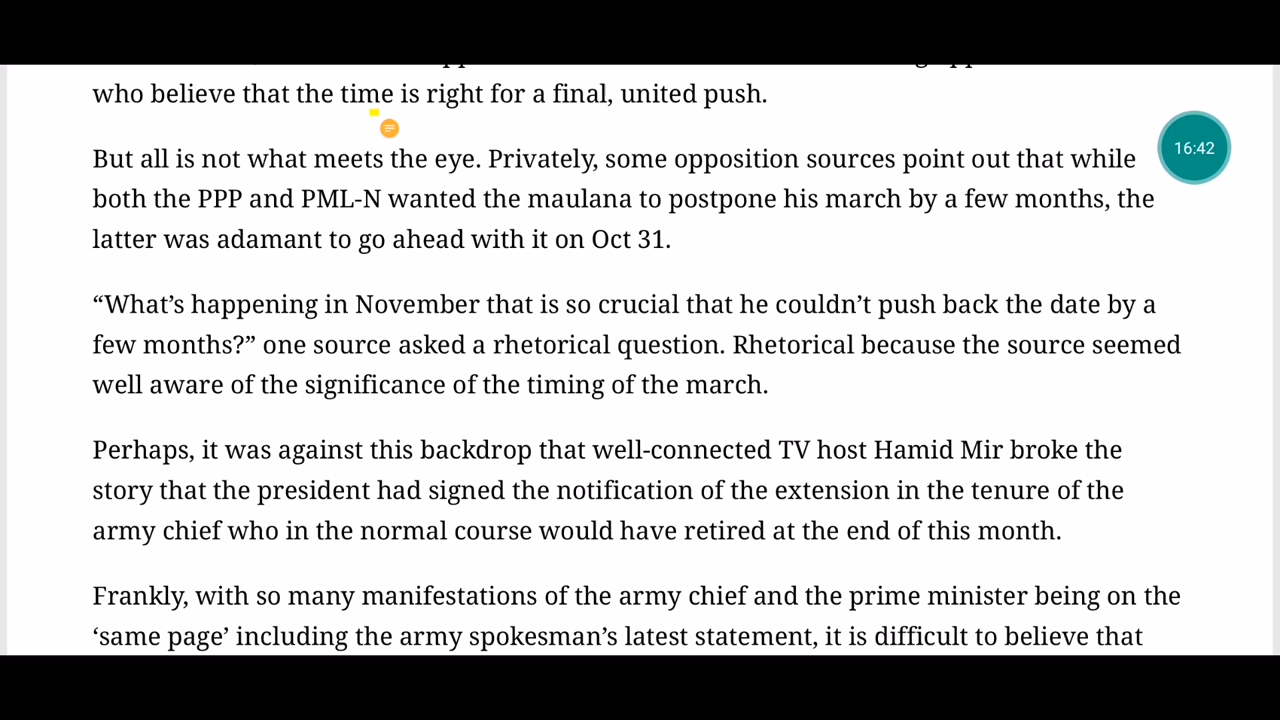 who believe that the time is right for a final, united push.
16:42
But all is not what meets the eye. Privately, some opposition sources point out that while
both the PPP and PML-N wanted the maulana to postpone his march by a few months, the
latter was adamant to go ahead with it on Oct 31.
“What’s happening in November that is so crucial that he couldn’t push back the date by a
few months?” one source asked a rhetorical question. Rhetorical because the source seemed
well aware of the significance of the timing of the march.
Perhaps, it was against this backdrop that well-connected TV host Hamid Mir broke the
story that the president had signed the notification of the extension in the tenure of the
army chief who in the normal course would have retired at the end of this month.
Frankly, with so many manifestations of the army chief and the prime minister being on the
‘same page’ including the army spokesman’s latest statement, it is difficult to believe that